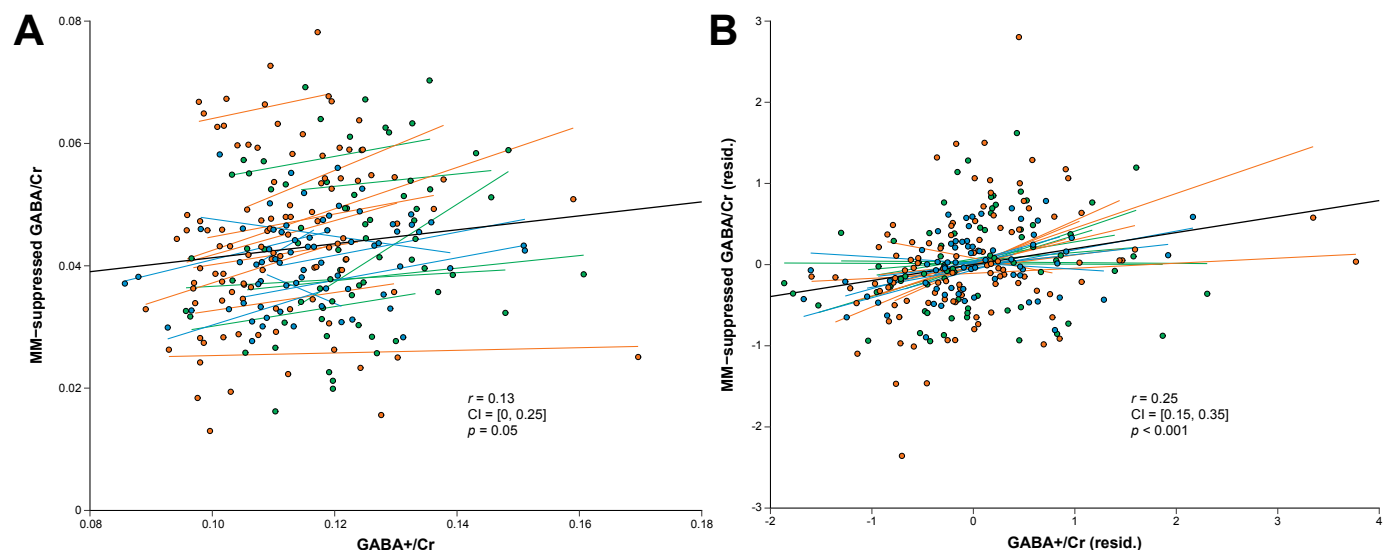 A
0.08
0.06
0.04
0.02
0
MM−suppressed GABA/Cr
0.08
0.10
0.12
0.14
0.16
0.18
GABA+/Cr
r = 0.13
CI = [0, 0.25]
p = 0.05
B
3
2
1
0
-1
-2
-3
MM−suppressed GABA/Cr (resid.)
-2
-1
0
1
2
3
4
GABA+/Cr (resid.)
r = 0.25
CI = [0.15, 0.35]
p < 0.001